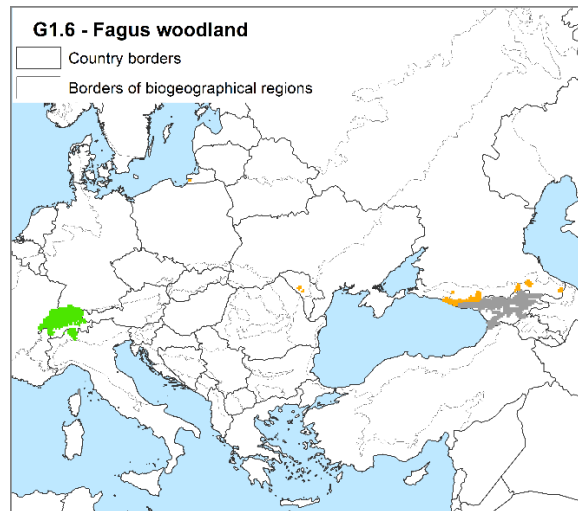 G1.6 - Fagus woodland
Country borders
Borders of biogeographical regions